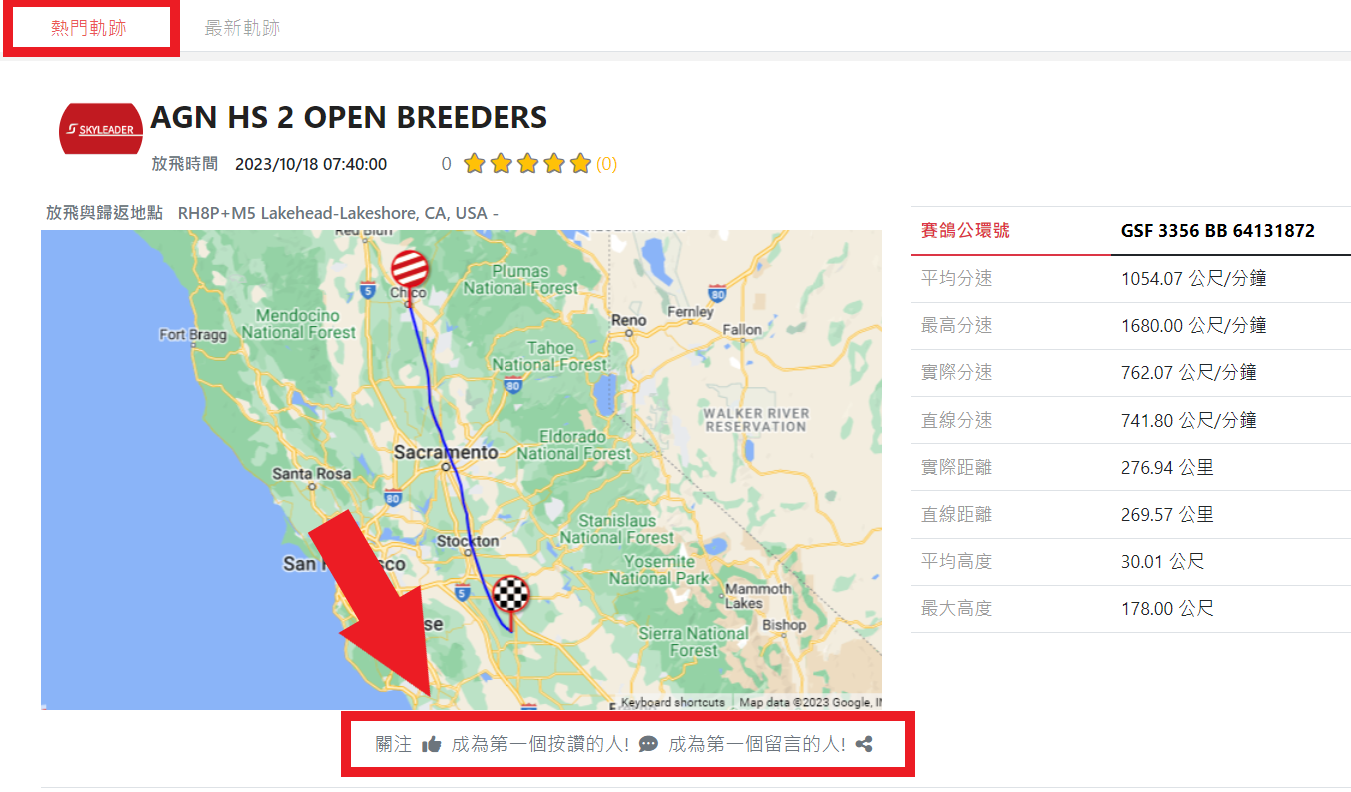 熱門軌跡 最新軌跡
SKYLEADER
AGN HS 2 OPEN BREEDERS
放飛時間 2023/10/18 07:40:00 0 (0)
放飛與歸返地點 RH8P+M5 Lakehead-Lakeshore, CA, USA -
Red Bluff
RESERVATION
Plumas
National Forest
5
Chico
80
Mendocino
National Forest
Fort Bragg
Reno
Fernley
Fallon
Tahoe
National Forest
80
WALKER RIVER
RESERVATION
Sacramento
Eldorado
National Forest
Santa Rosa
80
Stanislaus
National Forest
Stockton
San
co
Yosemite
National Park
5
Mammoth
Lakes
se
Bishop
Sierra National
Forest
Keyboard shortcuts Map data ©2023 Google, IN
賽鴿公環號 GSF 3356 BB 64131872
平均分速 1054.07 公尺/分鐘
最高分速 1680.00 公尺/分鐘
實際分速 762.07 公尺/分鐘
直線分速 741.80 公尺/分鐘
實際距離 276.94 公里
直線距離 269.57 公里
平均高度 30.01 公尺
最大高度 178.00 公尺
關注 成為第一個按讚的人! 成為第一個留言的人!